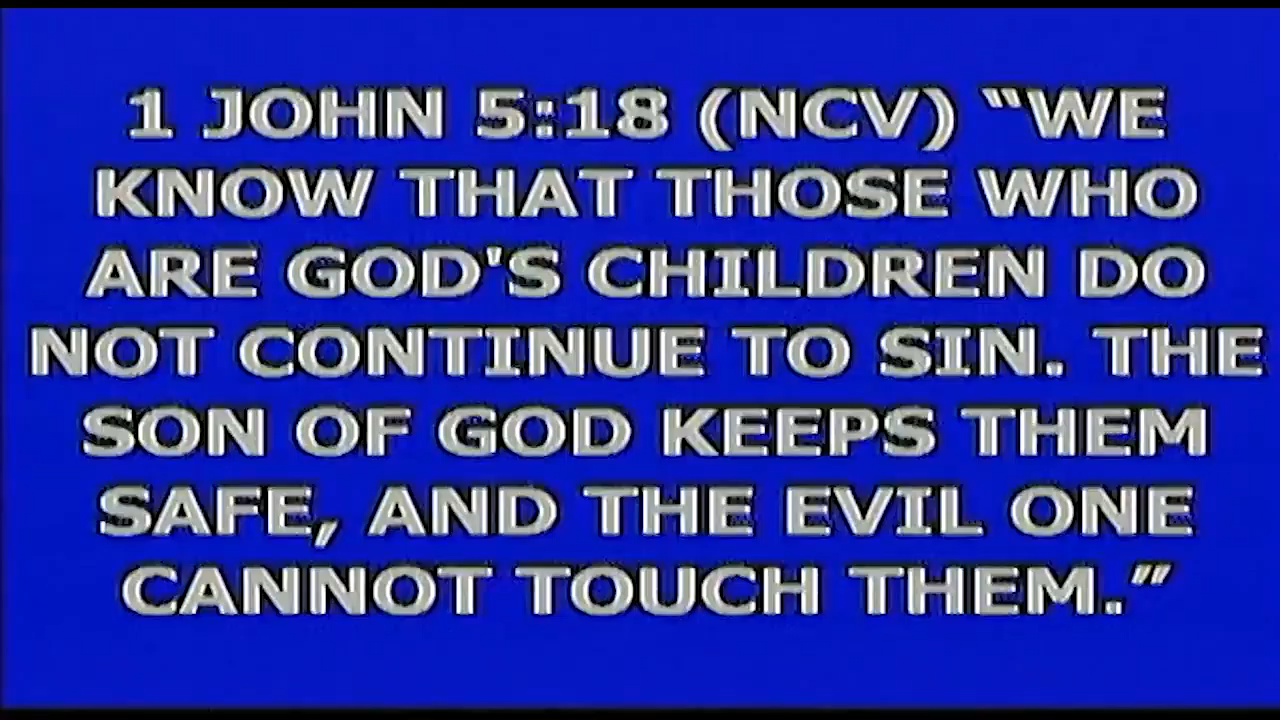 1 JOHN 5:18 (NCV) “WE
KNOW THAT THOSE WHO
ARE GOD'S CHILDREN DO
NOT CONTINUE TO SIN. THE
SON OF GOD KEEPS THEM
SAFE, AND THE EVIL ONE
CANNOT TOUCH THEM.”